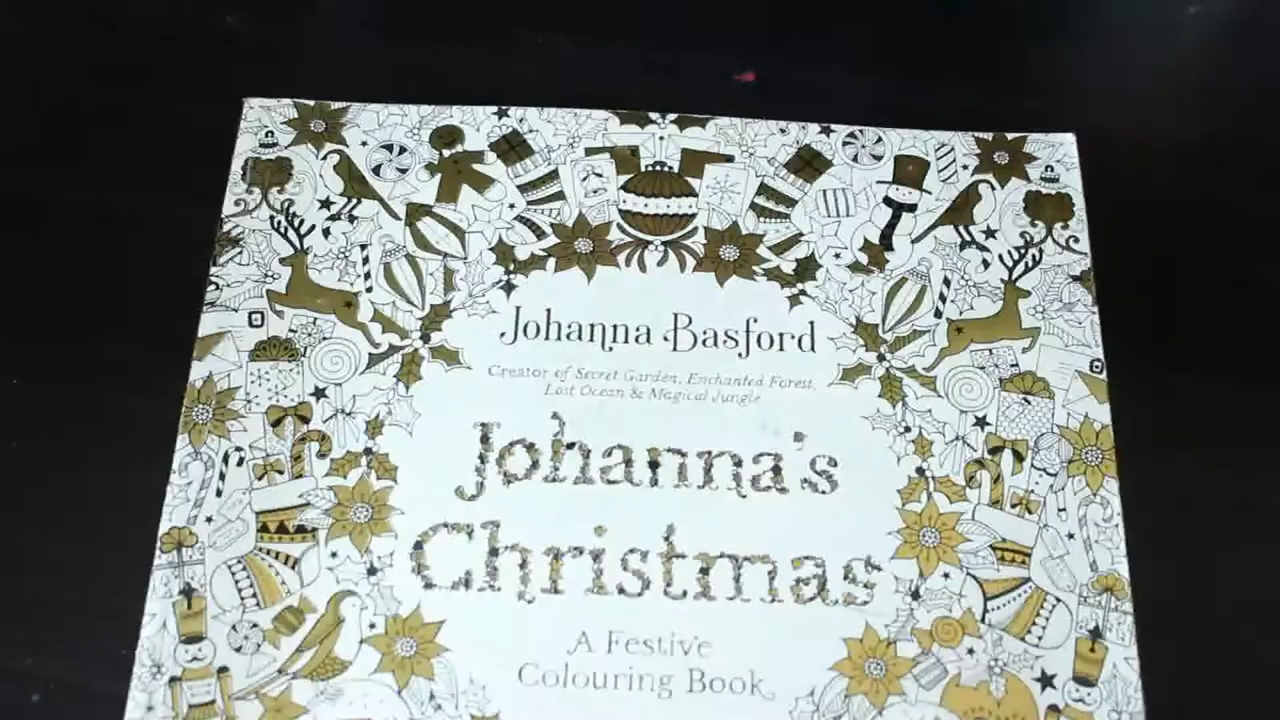 Johanna Basford
Creator of Secret Garden, Enchanted Forest,
Lost Ocean & Magical Jungle
Johanna's
Christmas
A Festive
Colouring Book